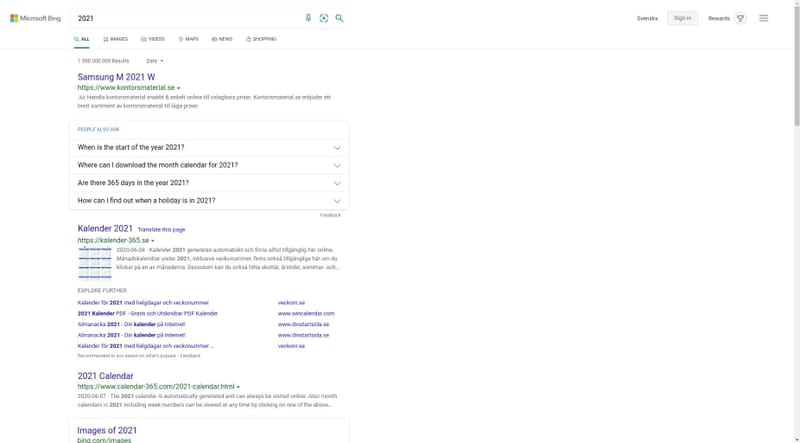 Microsoft Bing
2021
Svenska
Sign in
Rewards
ALL
IMAGES
VIDEOS
MAPS
NEWS
SHOPPING
1 590 000 000 Results
Date
Samsung M 2021 W
https://www.kontorsmaterial.se
Ad Handla kontorsmaterial snabbt & enkelt online till oslagbara priser. Kontorsmaterial.se erbjuder ett
brett sortiment av kontorsmaterial till låga priser.
PEOPLE ALSO ASK
When is the start of the year 2021?
Where can I download the month calendar for 2021?
Are there 365 days in the year 2021?
How can I find out when a holiday is in 2021?
Feedback
Kalender 2021 Translate this page
https://kalender-365.se
2020-06-08 · Kalender 2021 genereras automatiskt och finns alltid tillgänglig här online.
Månadskalendrar under 2021, inklusive veckonummer, finns också tillgängliga här om du
klickar på en av månaderna. Dessutom kan du också hitta skottår, årstider, sommar- och...
EXPLORE FURTHER
Kalender för 2021 med helgdagar och veckonummer veckonr.se
2021 Kalender PDF - Gratis och Utskrivbar PDF Kalender www.wincalendar.com
Almanacka 2021 - Din kalender på Internet! www.dinstartsida.se
Almanacka 2021 - Din kalender på Internet! www.dinstartsida.se
Kalender för 2021 med helgdagar och veckonummer ... veckonr.se
Recommended to you based on what's popular • Feedback
2021 Calendar
https://www.calendar-365.com/2021-calendar.html
2020-06-07 · The 2021 calendar is automatically generated and can always be visited online. Also month
calendars in 2021 including week numbers can be viewed at any time by clicking on one of the above...
Images of 2021
bing.com/images